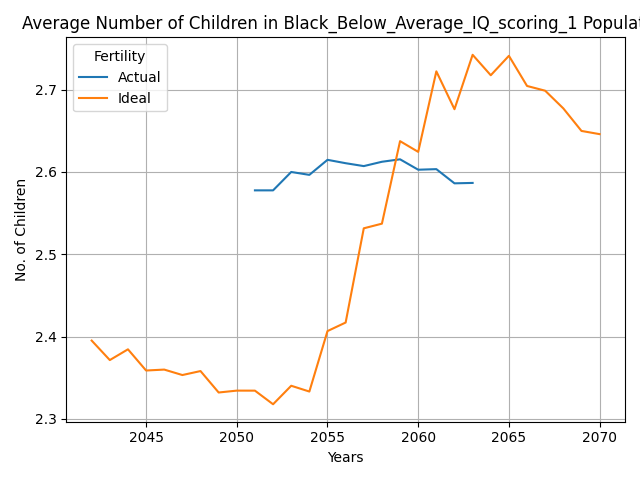 Average Number of Children in Black_Below_Average_IQ_scoring_1 Populat
Fertility
Actual
Ideal
2.7
2.6
2.5
2.4
2.3
No. of Children
2045
2050
2055
2060
2065
2070
Years